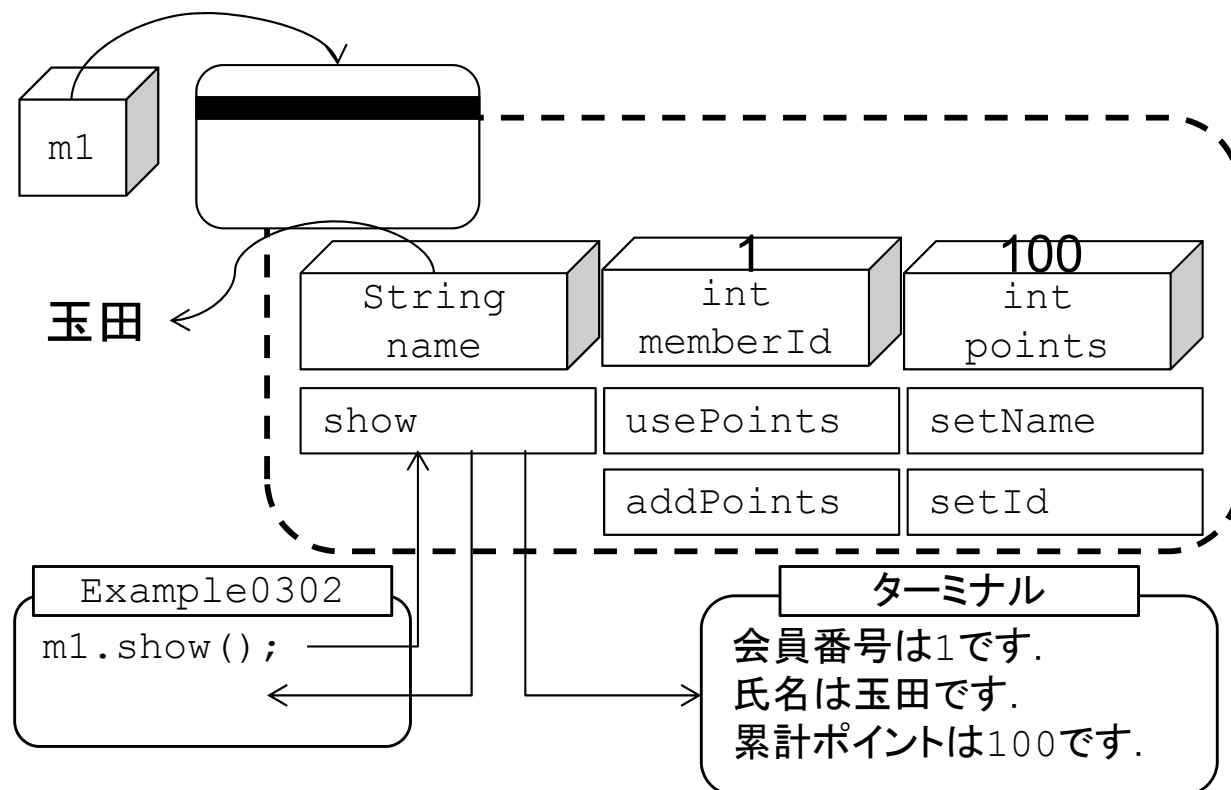 m1
玉田
String
name
1
int
memberId
100
int
points
show
usePoints
setName
addPoints
setId
Example0302
m1.show();
ターミナル
会員番号は1です.
氏名は玉田です.
累計ポイントは100です.